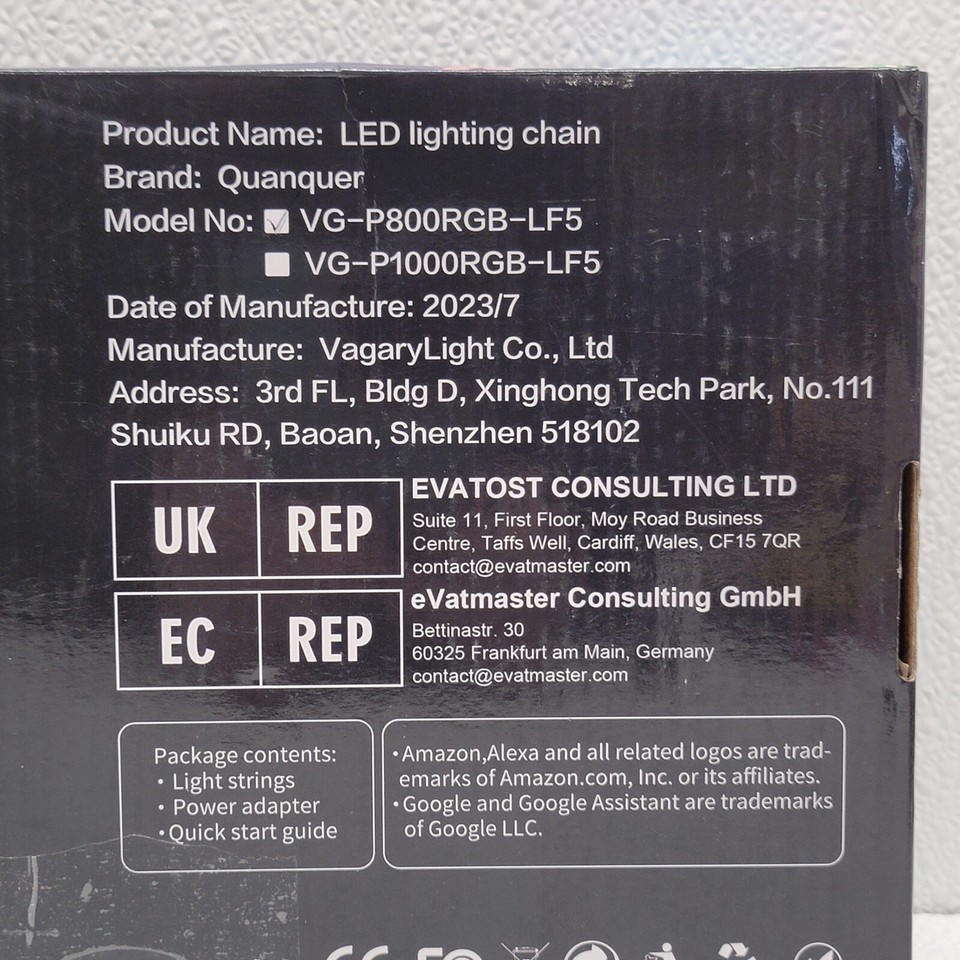 Product Name: LED lighting chain
Brand: Quanquer
Model No: VG-P800RGB-LF5
VG-P1000RGB-LF5
Date of Manufacture: 2023/7
Manufacture: VagaryLight Co., Ltd
Address: 3rd FL, Bldg D, Xinghong Tech Park, No.111
Shuiku RD, Baoan, Shenzhen 518102
UK REP
EVATOST CONSULTING LTD
Suite 11, First Floor, Moy Road Business
Centre, Taffs Well, Cardiff, Wales, CF15 7QR
contact@evatmaster.com
EC REP
eVatmaster Consulting GmbH
Bettinastr. 30
60325 Frankfurt am Main, Germany
contact@evatmaster.com
Package contents:
• Light strings
• Power adapter
• Quick start guide
• Amazon,Alexa and all related logos are trad-
emarks of Amazon.com, Inc. or its affiliates.
• Google and Google Assistant are trademarks
of Google LLC.